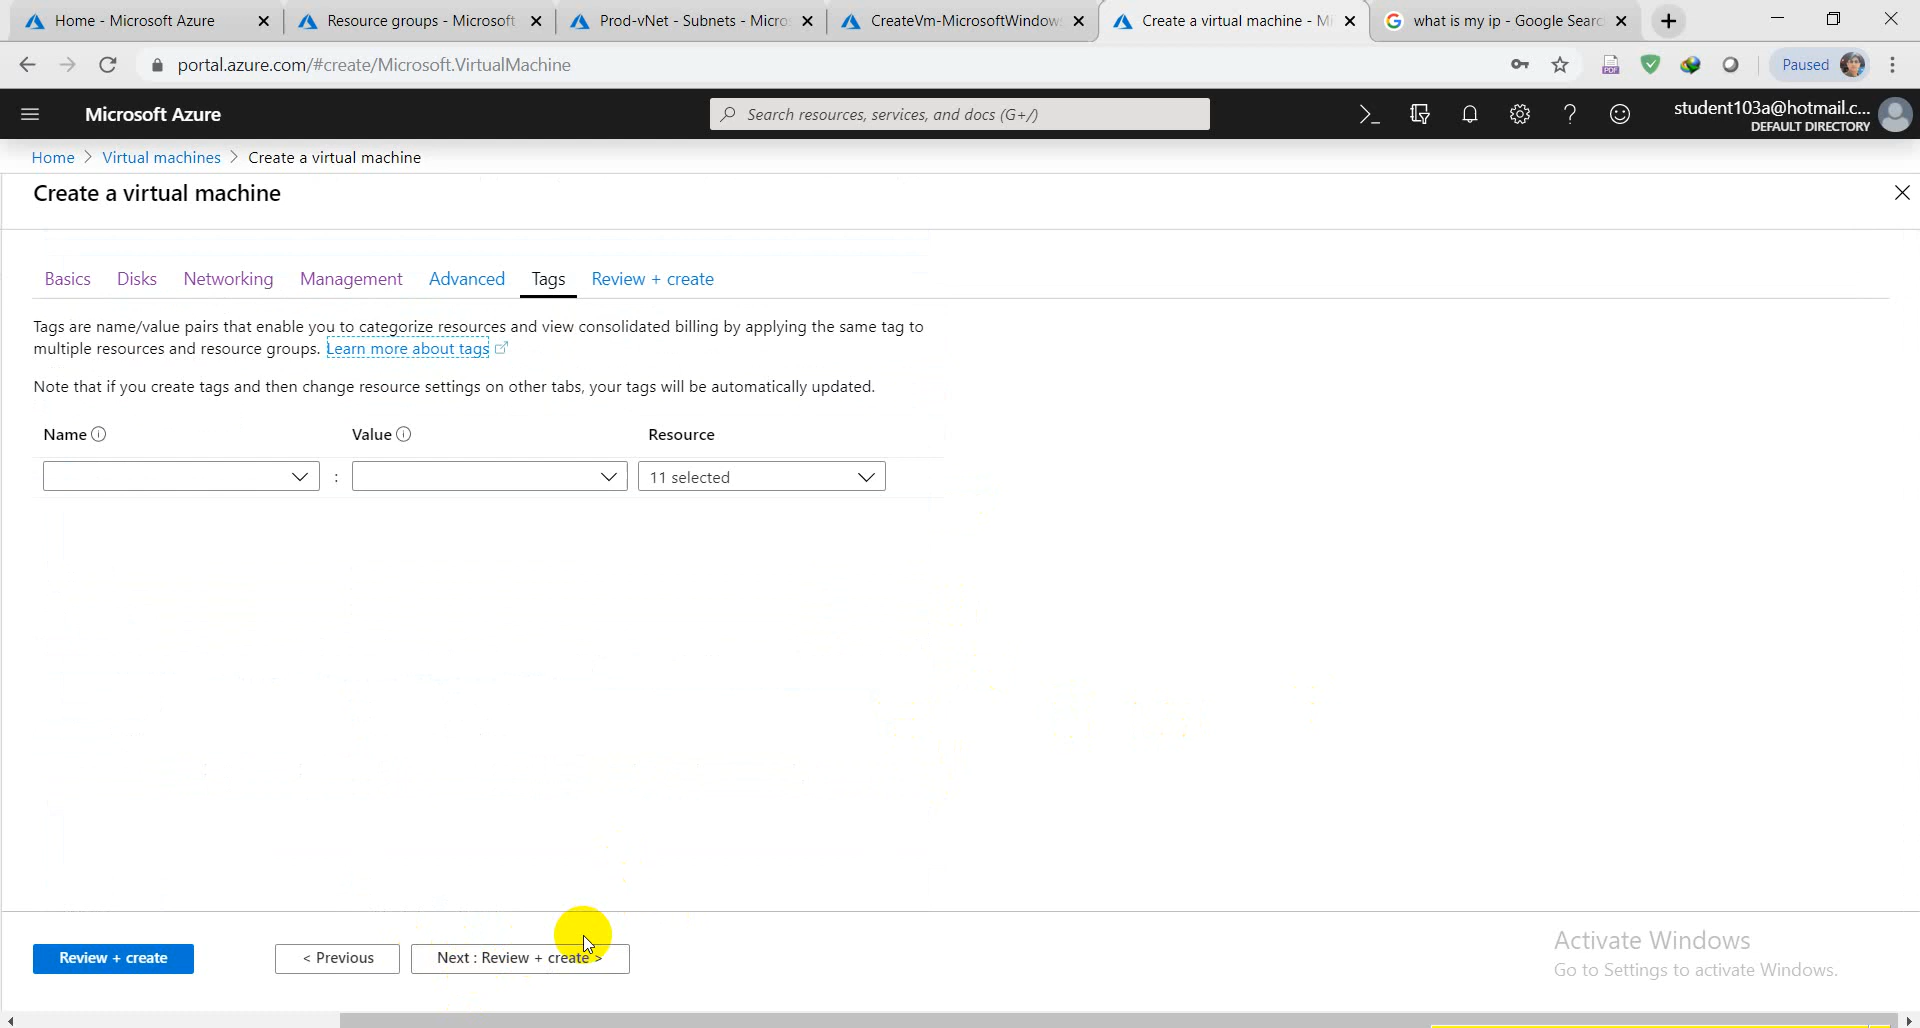 Home - Microsoft Azure
Resource groups - Microsoft
Prod-vNet - Subnets - Micros
CreateVm-MicrosoftWindow
Create a virtual machine - Mi
what is my ip - Google Searc
portal.azure.com/#create/Microsoft.VirtualMachine
PDF
Paused
Microsoft Azure
Search resources, services, and docs (G+/)
student103a@hotmail.c...
DEFAULT DIRECTORY
Home > Virtual machines > Create a virtual machine
Create a virtual machine
Basics Disks Networking Management Advanced Tags Review + create
Tags are name/value pairs that enable you to categorize resources and view consolidated billing by applying the same tag to
multiple resources and resource groups. Learn more about tags
Note that if you create tags and then change resource settings on other tabs, your tags will be automatically updated.
Name Value Resource
: 11 selected
Review + create < Previous Next : Review + create >
Activate Windows
Go to Settings to activate Windows.